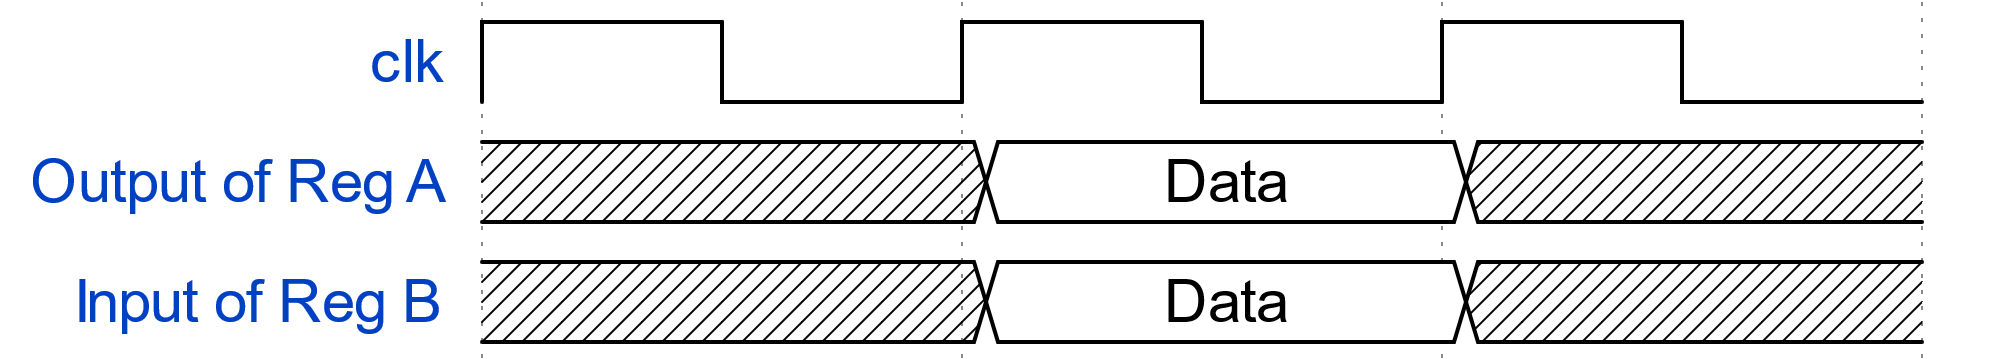 clk
Output of Reg A
Data
Input of Reg B
Data